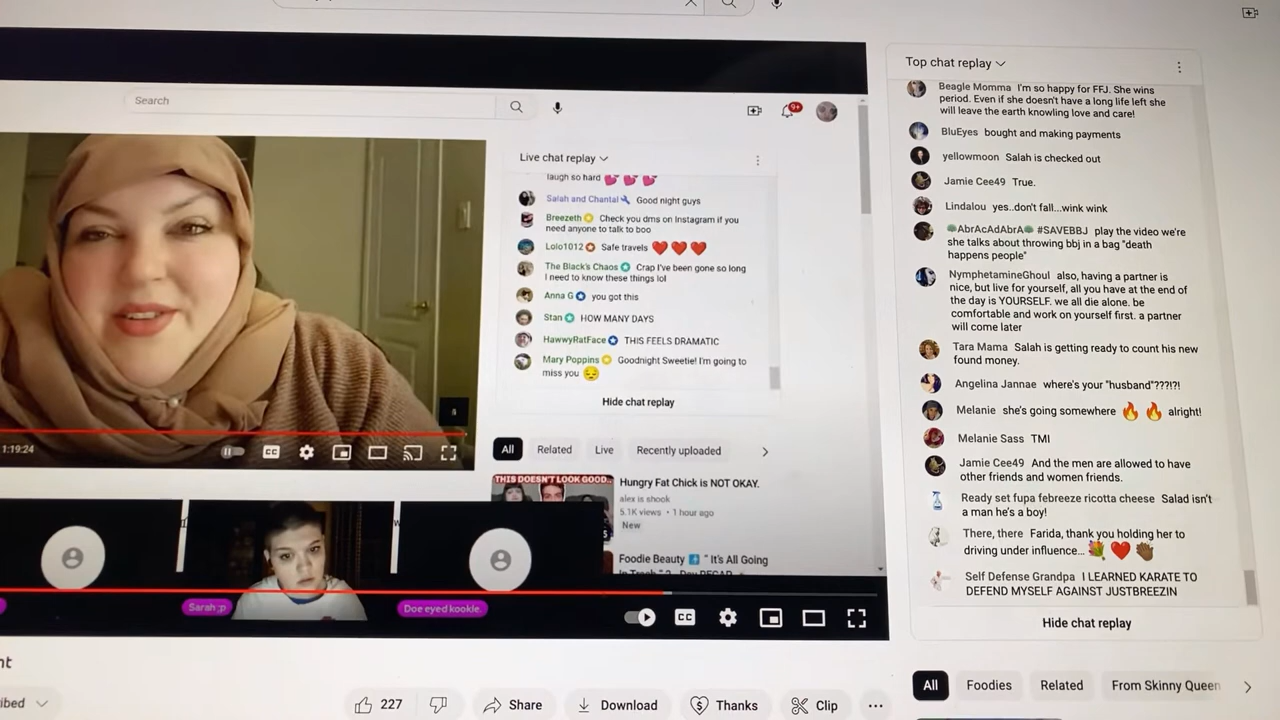 Search
9+
Live chat replay
laugh so hard
Salah and Chantal Good night guys
Breezeth Check you dms on Instagram if you
need anyone to talk to boo
Lolo1012 Safe travels
The Black's Chaos Crap I've been gone so long
I need to know these things lol
Anna G you got this
Stan HOW MANY DAYS
HawwyRatFace THIS FEELS DRAMATIC
Mary Poppins Goodnight Sweetie! I'm going to
miss you
Hide chat replay
1:19:24
CC
All
Related
Live
Recently uploaded
THIS DOESN'T LOOK GOOD...
Hungry Fat Chick is NOT OKAY.
alex is shook
5.1K views • 1 hour ago
New
Foodie Beauty " It's All Going
Sarah ;p
Doe eyed kookie.
CC
nt
ibed
227
Share
Download
Thanks
Clip
Top chat replay
Beagle Momma I'm so happy for FFJ. She wins
period. Even if she doesn't have a long life left she
will leave the earth knowling love and care!
BluEyes bought and making payments
yellowmoon Salah is checked out
Jamie Cee49 True.
Lindalou yes..don't fall...wink wink
AbrAcAdAbrA #SAVEBBJ play the video we're
she talks about throwing bbj in a bag "death
happens people"
NymphetamineGhoul also, having a partner is
nice, but live for yourself, all you have at the end of
the day is YOURSELF. we all die alone. be
comfortable and work on yourself first. a partner
will come later
Tara Mama Salah is getting ready to count his new
found money.
Angelina Jannae where's your "husband"???!?!
Melanie she's going somewhere alright!
Melanie Sass TMI
Jamie Cee49 And the men are allowed to have
other friends and women friends.
Ready set fupa febreeze ricotta cheese Salad isn't
a man he's a boy!
There, there Farida, thank you holding her to
driving under influence...
Self Defense Grandpa I LEARNED KARATE TO
DEFEND MYSELF AGAINST JUSTBREEZIN
Hide chat replay
All
Foodies
Related
From Skinny Queen